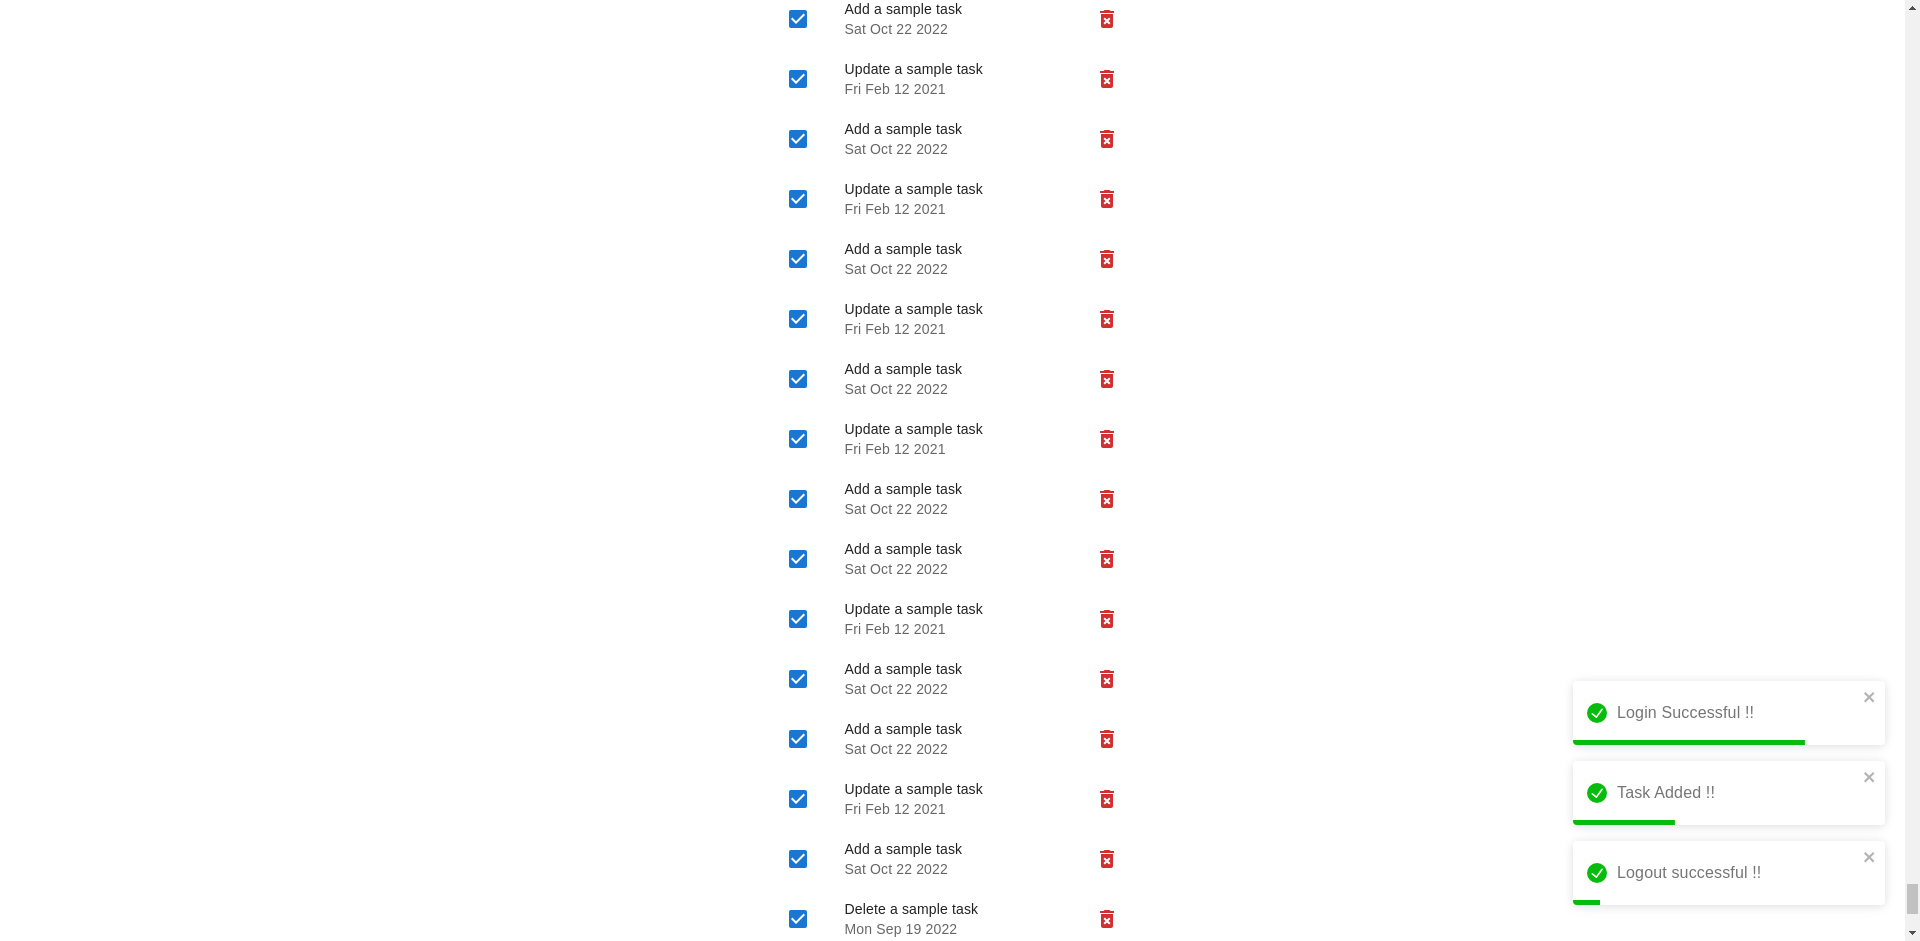 Add a sample task
Sat Oct 22 2022
Update a sample task
Fri Feb 12 2021
Add a sample task
Sat Oct 22 2022
Update a sample task
Fri Feb 12 2021
Add a sample task
Sat Oct 22 2022
Update a sample task
Fri Feb 12 2021
Add a sample task
Sat Oct 22 2022
Update a sample task
Fri Feb 12 2021
Add a sample task
Sat Oct 22 2022
Add a sample task
Sat Oct 22 2022
Update a sample task
Fri Feb 12 2021
Add a sample task
Sat Oct 22 2022
Add a sample task
Sat Oct 22 2022
Update a sample task
Fri Feb 12 2021
Add a sample task
Sat Oct 22 2022
Delete a sample task
Mon Sep 19 2022
Login Successful !!
Task Added !!
Logout successful !!